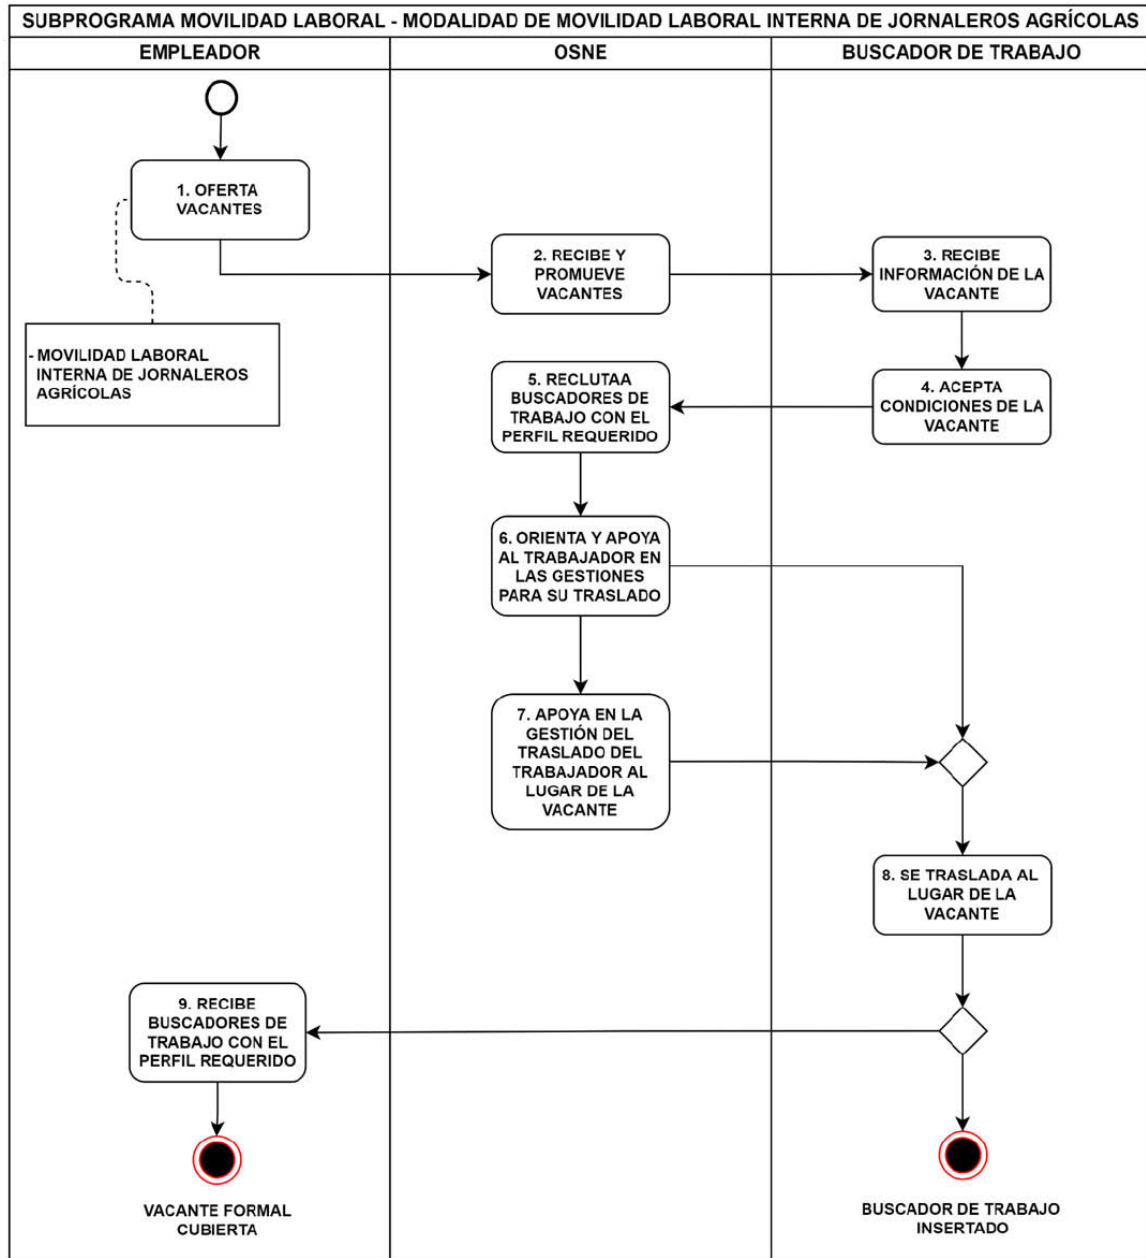 SUBPROGRAMA MOVILIDAD LABORAL - MODALIDAD DE MOVILIDAD LABORAL INTERNA DE JORNALEROS AGRÍCOLAS
EMPLEADOR
OSNE
BUSCADOR DE TRABAJO
1. OFERTA
VACANTES
- MOVILIDAD LABORAL
INTERNA DE JORNALEROS
AGRÍCOLAS
2. RECIBE Y
PROMUEVE
VACANTES
3. RECIBE
INFORMACIÓN DE LA
VACANTE
4. ACEPTA
CONDICIONES DE LA
VACANTE
5. RECLUTAA
BUSCADORES DE
TRABAJO CON EL
PERFIL REQUERIDO
6. ORIENTA Y APOYA
AL TRABAJADOR EN
LAS GESTIONES
PARA SU TRASLADO
7. APOYA EN LA
GESTIÓN DEL
TRASLADO DEL
TRABAJADOR AL
LUGAR DE LA
VACANTE
8. SE TRASLADA AL
LUGAR DE LA
VACANTE
9. RECIBE
BUSCADORES DE
TRABAJO CON EL
PERFIL REQUERIDO
VACANTE FORMAL
CUBIERTA
BUSCADOR DE TRABAJO
INSERTADO